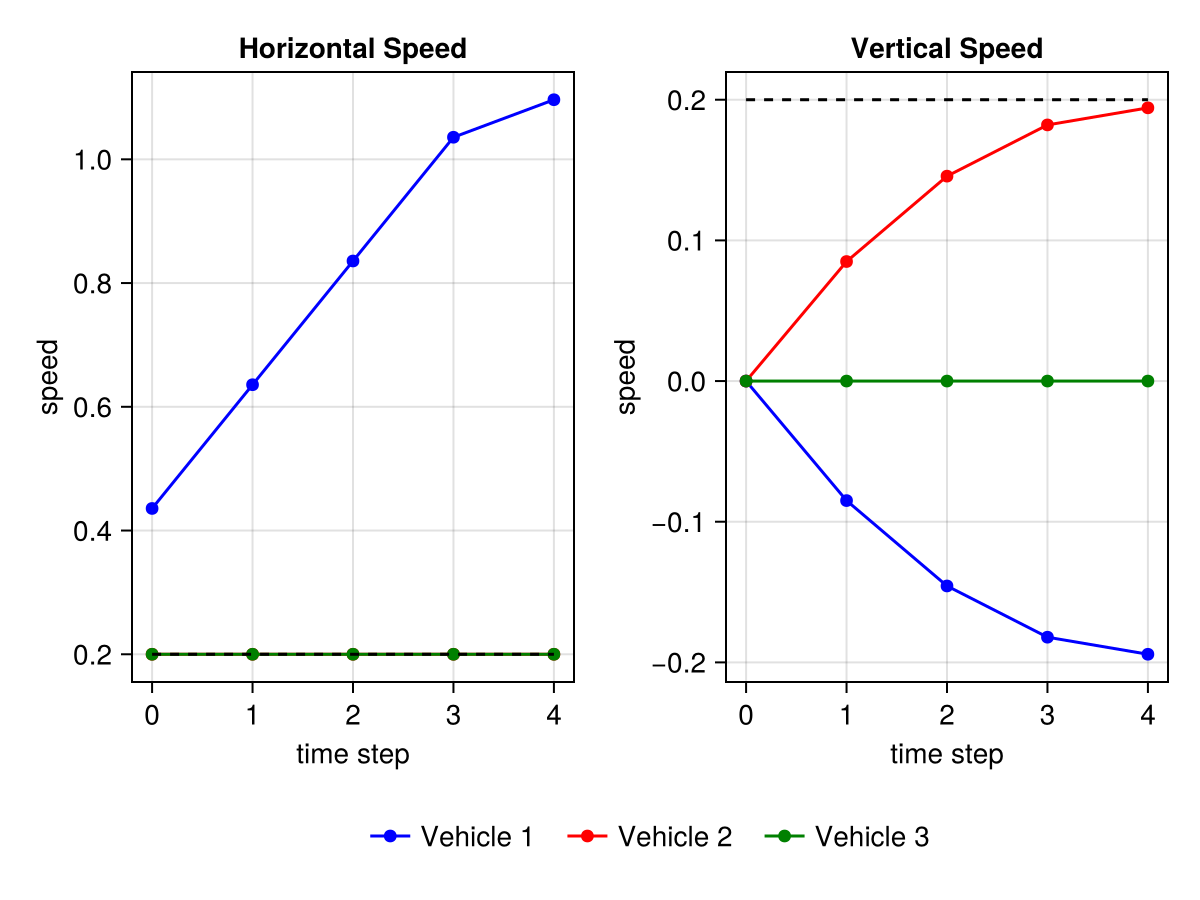 Horizontal Speed
Vertical Speed
speed
1.0
0.8
0.6
0.4
0.2
0 1 2 3 4
time step
speed
0.2
0.1
0.0
−0.1
−0.2
0 1 2 3 4
time step
Vehicle 1 Vehicle 2 Vehicle 3